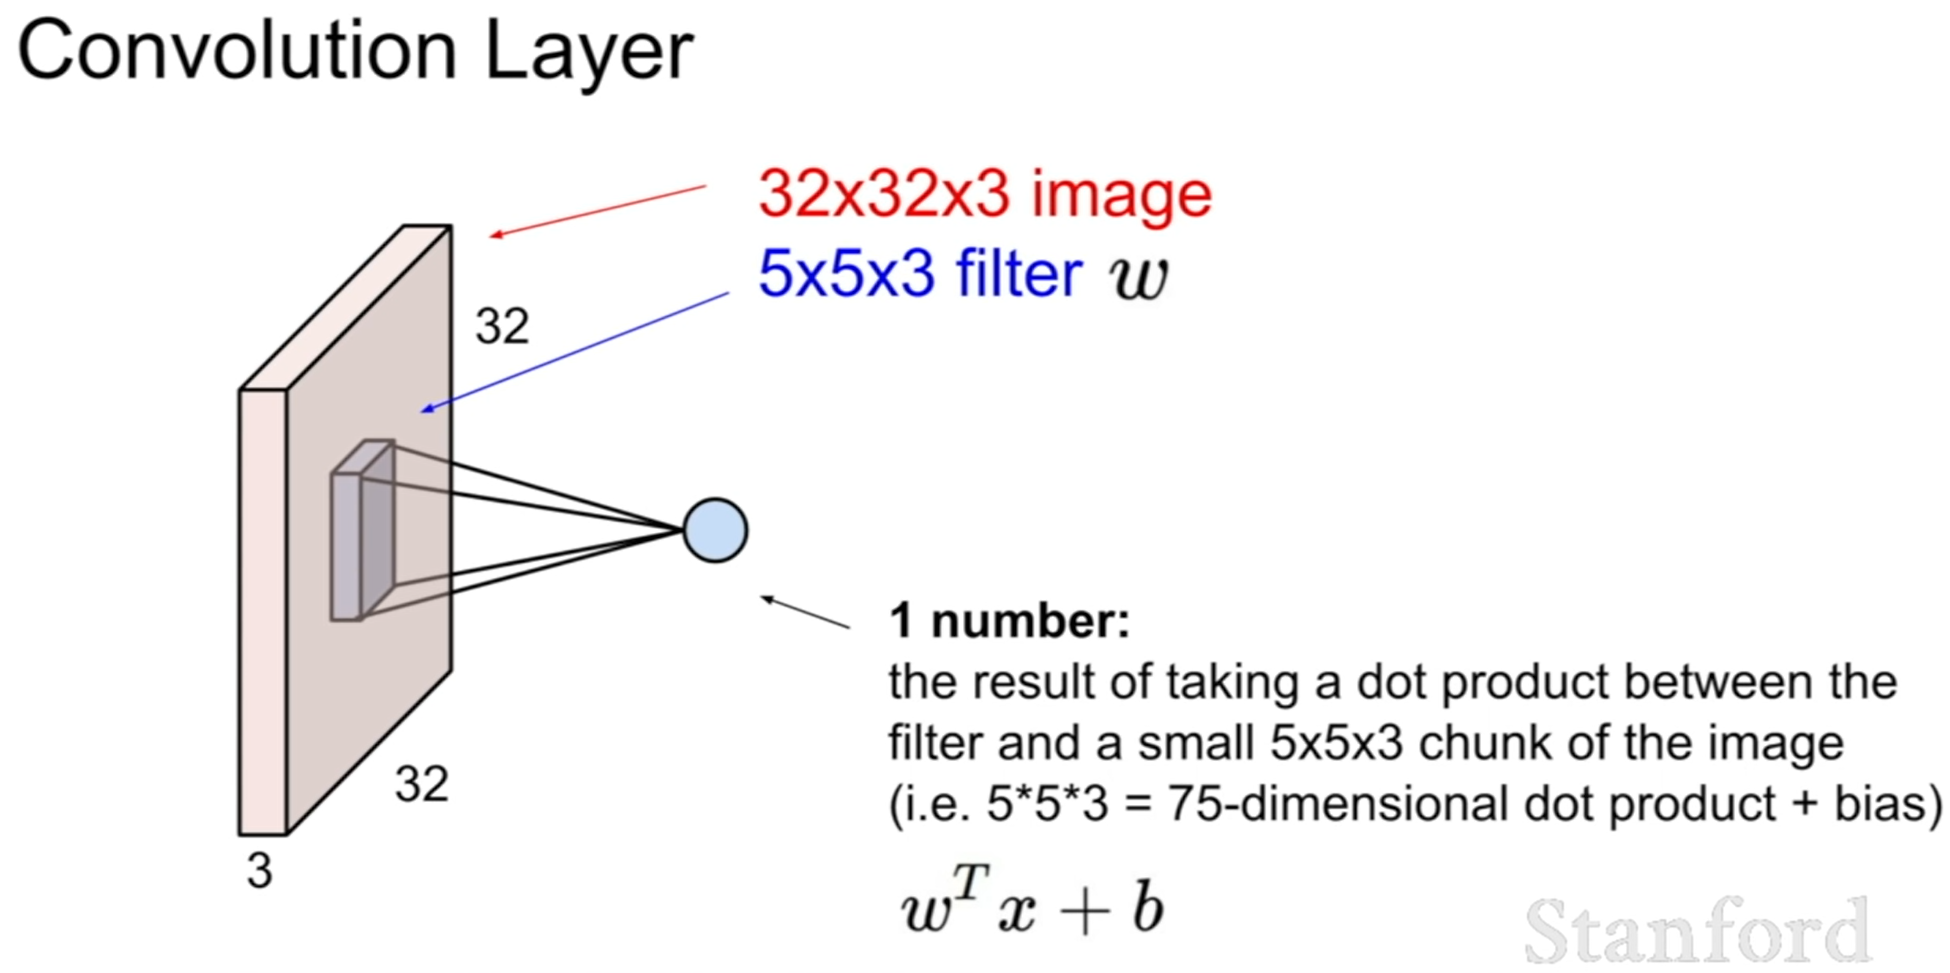 Convolution Layer
32x32x3 image
5x5x3 filter w
32
32
3
1 number:
the result of taking a dot product between the
filter and a small 5x5x3 chunk of the image
(i.e. 5*5*3 = 75-dimensional dot product + bias)
w^T x + b
Stanford